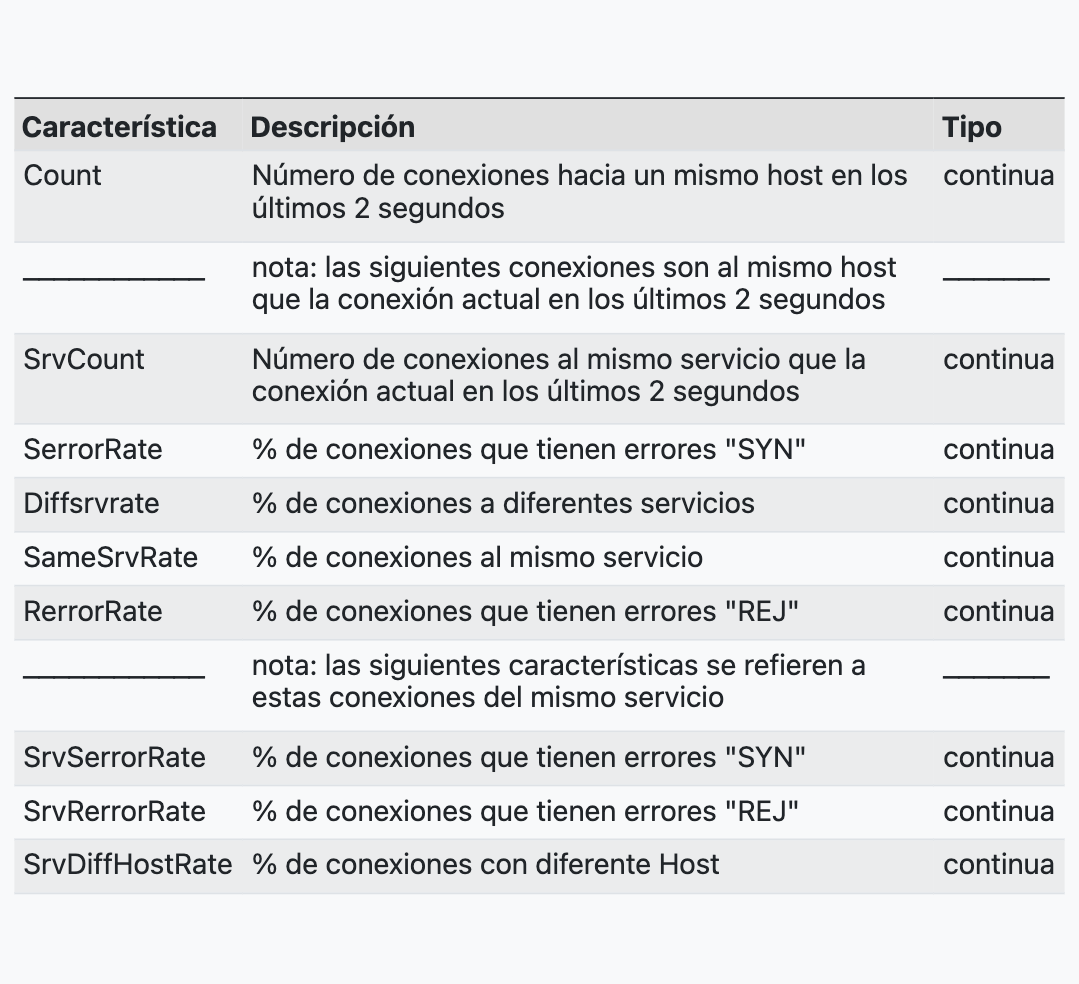 Característica Descripción Tipo
Count Número de conexiones hacia un mismo host en los continua
últimos 2 segundos
____________ nota: las siguientes conexiones son al mismo host _______
que la conexión actual en los últimos 2 segundos
SrvCount Número de conexiones al mismo servicio que la continua
conexión actual en los últimos 2 segundos
SerrorRate % de conexiones que tienen errores "SYN" continua
Diffsrvrate % de conexiones a diferentes servicios continua
SameSrvRate % de conexiones al mismo servicio continua
RerrorRate % de conexiones que tienen errores "REJ" continua
____________ nota: las siguientes características se refieren a _______
estas conexiones del mismo servicio
SrvSerrorRate % de conexiones que tienen errores "SYN" continua
SrvRerrorRate % de conexiones que tienen errores "REJ" continua
SrvDiffHostRate % de conexiones con diferente Host continua